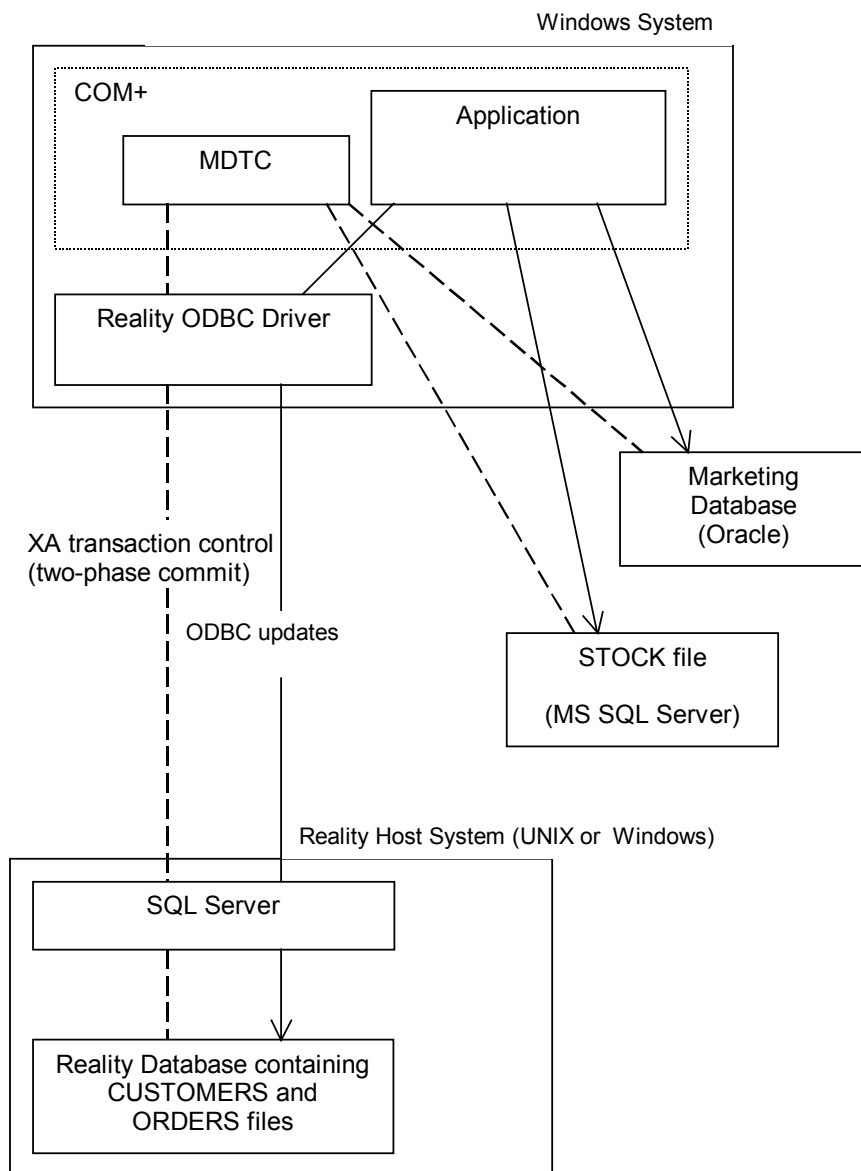 Windows System
COM+
Application
MDTC
Reality ODBC Driver
Marketing
Database
(Oracle)
XA transaction control
(two-phase commit)
ODBC updates
STOCK file
(MS SQL Server)
Reality Host System (UNIX or Windows)
SQL Server
Reality Database containing
CUSTOMERS and
ORDERS files